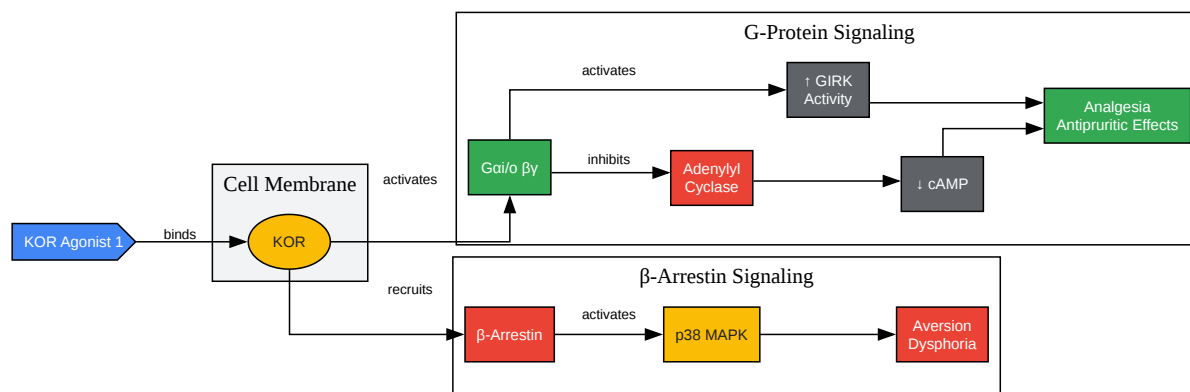 G-Protein Signaling
activates
↑ GIRK
Activity
Analgesia
Antipruritic Effects
Gαi/o βγ
inhibits
Adenylyl
Cyclase
↓ cAMP
Cell Membrane
activates
KOR Agonist 1
binds
KOR
recruits
β-Arrestin Signaling
β-Arrestin
activates
p38 MAPK
Aversion
Dysphoria